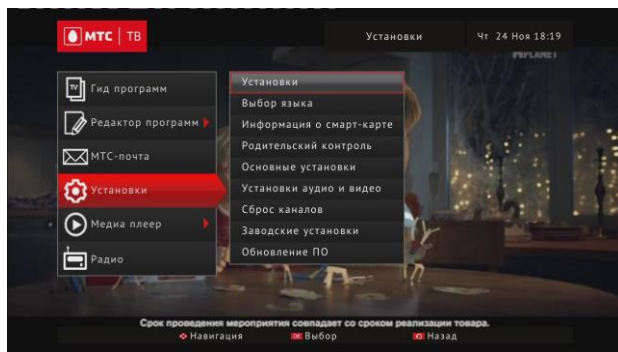 МТС ТВ
Установки
Чт 24 Ноя 18:19
Гид программ
Редактор программ
МТС-почта
Установки
Медиа плеер
Радио
Установки
Выбор языка
Информация о смарт-карте
Родительский контроль
Основные установки
Установки аудио и видео
Сброс каналов
Заводские установки
Обновление ПО
Срок проведения мероприятия совпадает со сроком реализации товара.
Навигация OK Выбор Назад